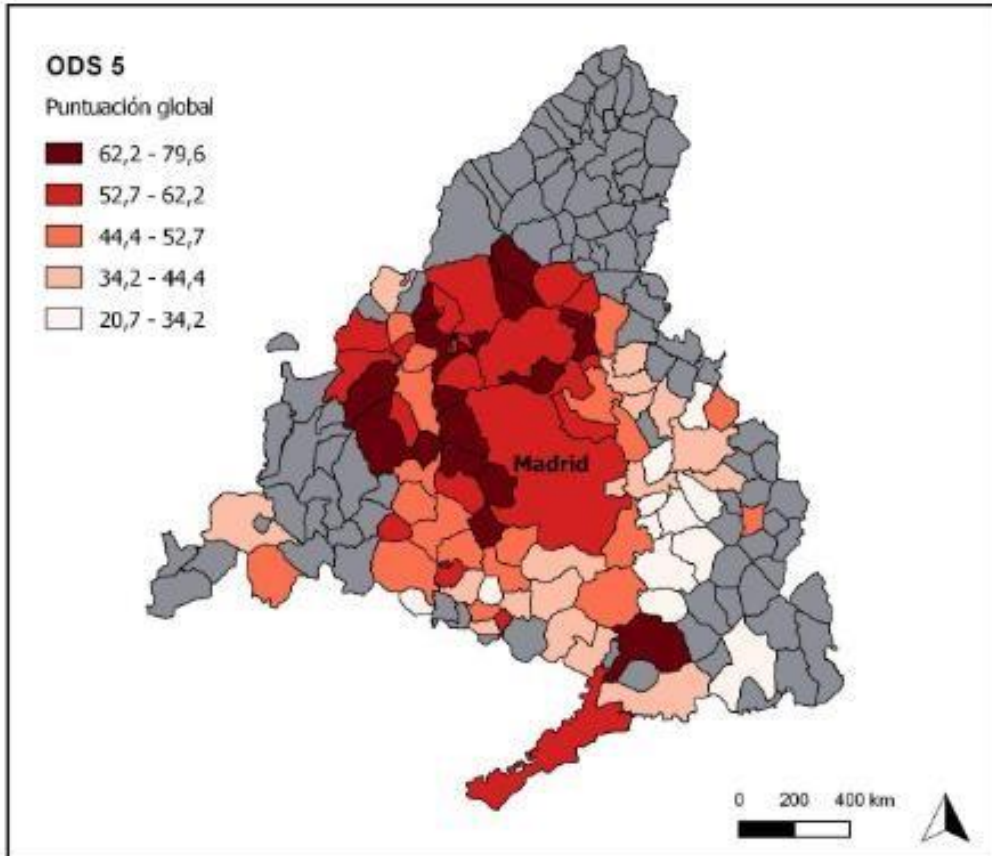 ODS 5
Puntuación global
62,2 - 79,6
52,7 - 62,2
44,4 - 52,7
34,2 - 44,4
20,7 - 34,2
Madrid
0 200 400 km